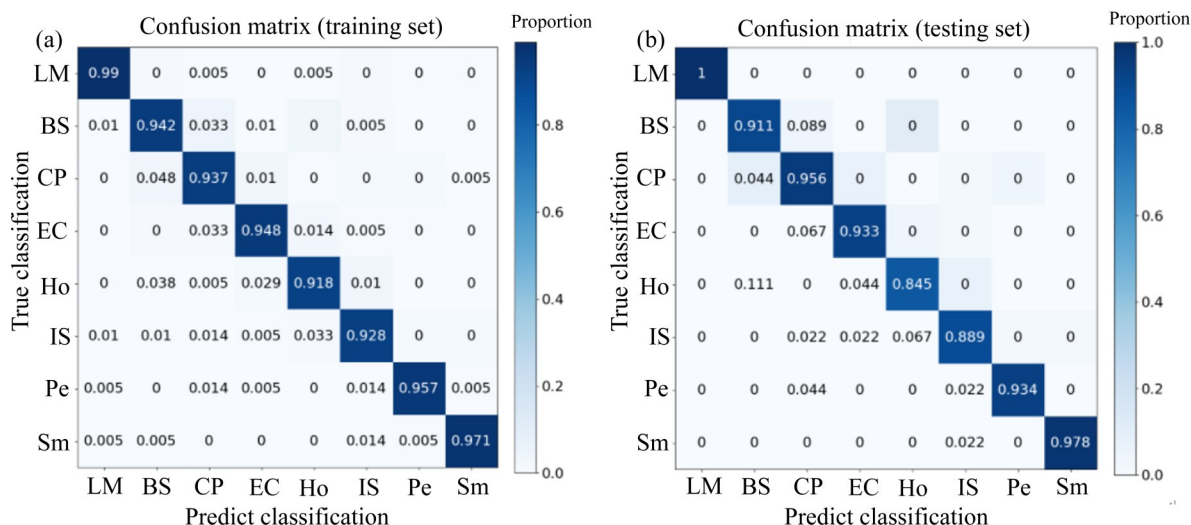 (a) Confusion matrix (training set) Proportion
LM 0.99 0 0.005 0 0.005 0 0 0
BS 0.01 0.942 0.033 0.01 0 0.005 0 0
CP 0 0.048 0.937 0.01 0 0 0 0.005
EC 0 0 0.033 0.948 0.014 0.005 0 0
Ho 0 0.038 0.005 0.029 0.918 0.01 0 0
IS 0.01 0.01 0.014 0.005 0.033 0.928 0 0
Pe 0.005 0 0.014 0.005 0 0.014 0.957 0.005
Sm 0.005 0.005 0 0 0 0.014 0.005 0.971
LM BS CP EC Ho IS Pe Sm
Predict classification
True classification
0.8
0.6
0.4
0.2
0.0
(b) Confusion matrix (testing set) Proportion
LM 1 0 0 0 0 0 0 0
BS 0 0.911 0.089 0 0 0 0 0
CP 0 0.044 0.956 0 0 0 0 0
EC 0 0 0.067 0.933 0 0 0 0
Ho 0 0.111 0 0.044 0.845 0 0 0
IS 0 0 0.022 0.022 0.067 0.889 0 0
Pe 0 0 0.044 0 0 0.022 0.934 0
Sm 0 0 0 0 0 0.022 0 0.978
LM BS CP EC Ho IS Pe Sm
Predict classification
True classification
1.0
0.8
0.6
0.4
0.2
0.0